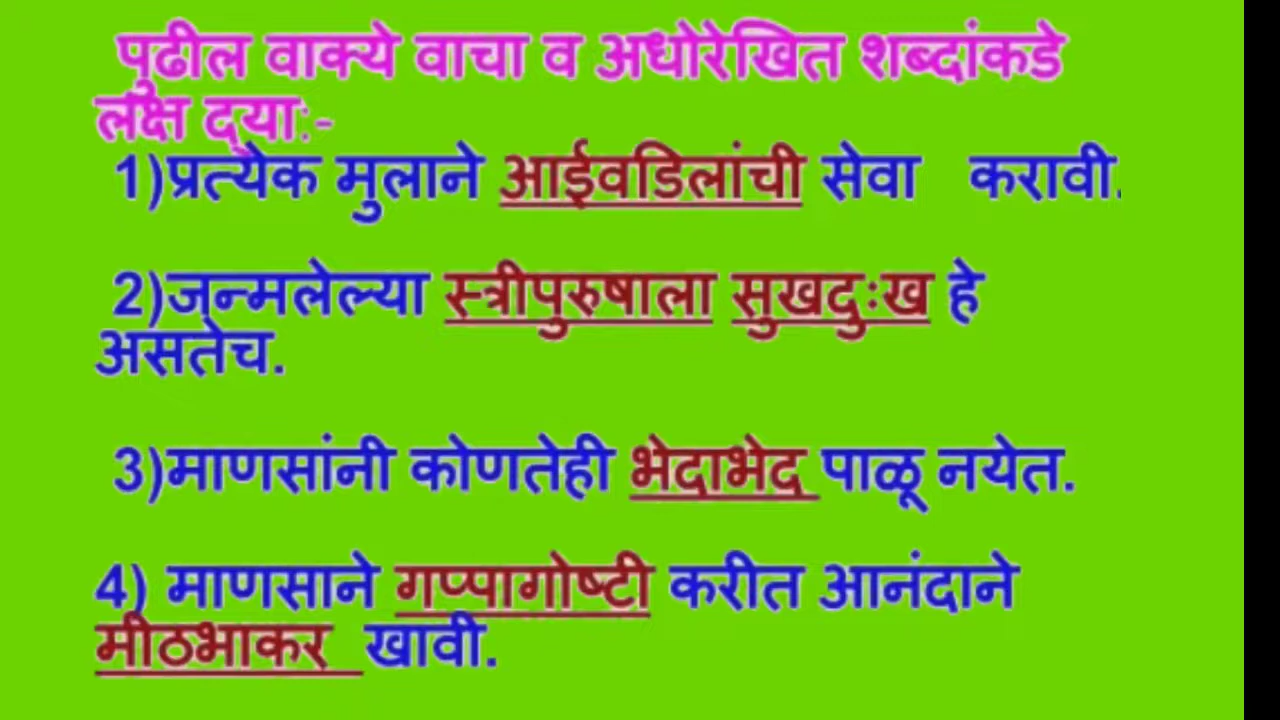 पुढील वाक्ये वाचा व अधोरेखित शब्दांकडे
लक्ष द्या:-
1)प्रत्येक मुलाने आईवडिलांची सेवा करावी.
2)जन्मलेल्या स्त्रीपुरुषाला सुखदुःख हे
असतेच.
3)माणसांनी कोणतेही भेदाभेद पाळू नयेत.
4) माणसाने गप्पागोष्टी करीत आनंदाने
मीठभाकर खावी.